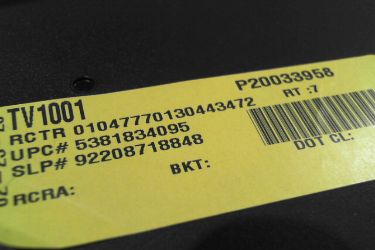 P20033958
TV1001
RT :7
RCTR 01047770130443472
UPC# 5381834095
SLP# 92208718848
BKT:
DOT CL:
RCRA: